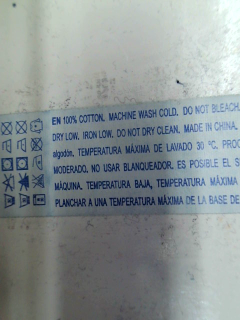 EN 100% COTTON. MACHINE WASH COLD. DO NOT BLEACH.
DRY LOW. IRON LOW. DO NOT DRY CLEAN. MADE IN CHINA.
algodón, TEMPERATURA MÁXIMA DE LAVADO 30 ºC. PROC
MODERADO. NO USAR BLANQUEADOR. ES POSIBLE EL S
MÁQUINA. TEMPERATURA BAJA, TEMPERATURA MÁXIMA
PLANCHAR A UNA TEMPERATURA MÁXIMA DE LA BASE DE